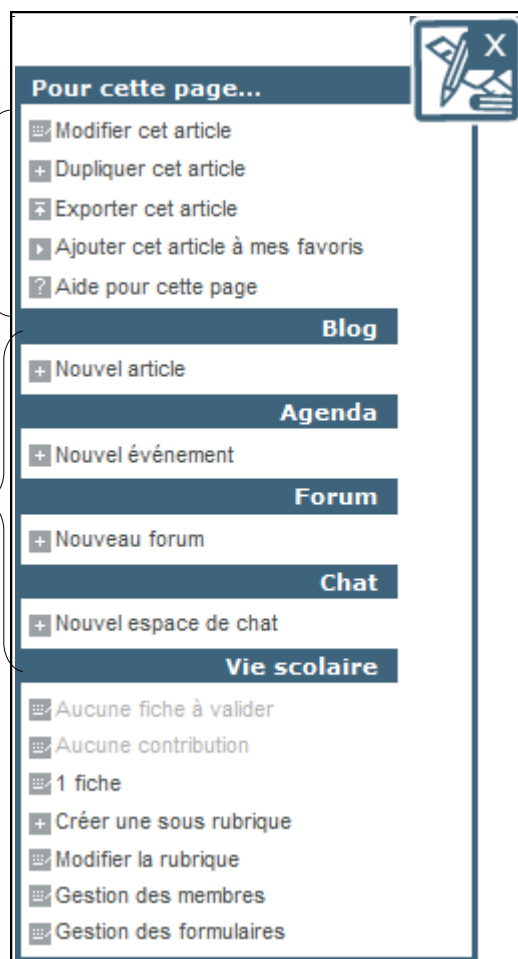 X
Pour cette page...
Modifier cet article
Dupliquer cet article
Exporter cet article
Ajouter cet article à mes favoris
? Aide pour cette page
Blog
Nouvel article
Agenda
Nouvel événement
Forum
Nouveau forum
Chat
Nouvel espace de chat
Vie scolaire
Aucune fiche à valider
Aucune contribution
1 fiche
Créer une sous rubrique
Modifier la rubrique
Gestion des membres
Gestion des formulaires